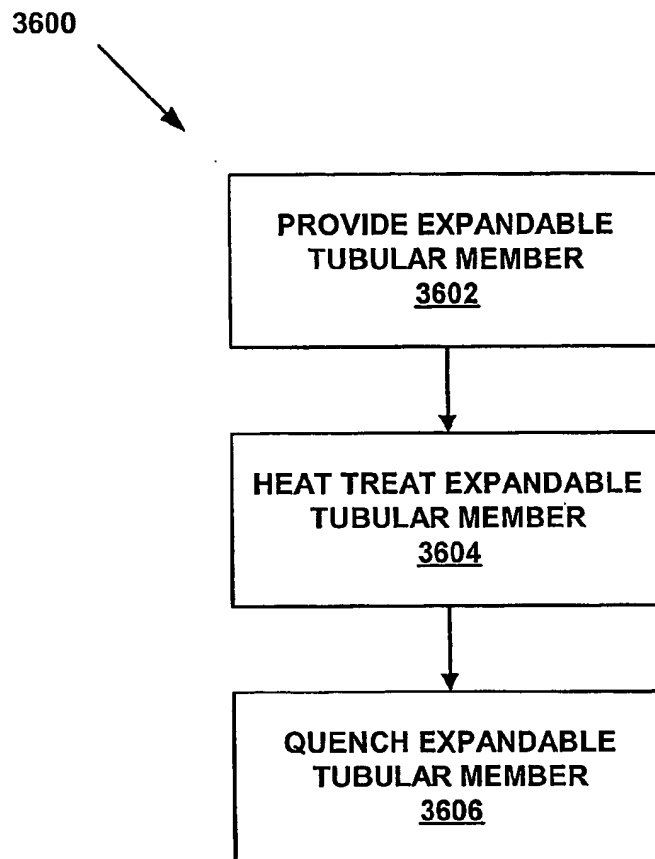 3600
PROVIDE EXPANDABLE
TUBULAR MEMBER
3602
HEAT TREAT EXPANDABLE
TUBULAR MEMBER
3604
QUENCH EXPANDABLE
TUBULAR MEMBER
3606